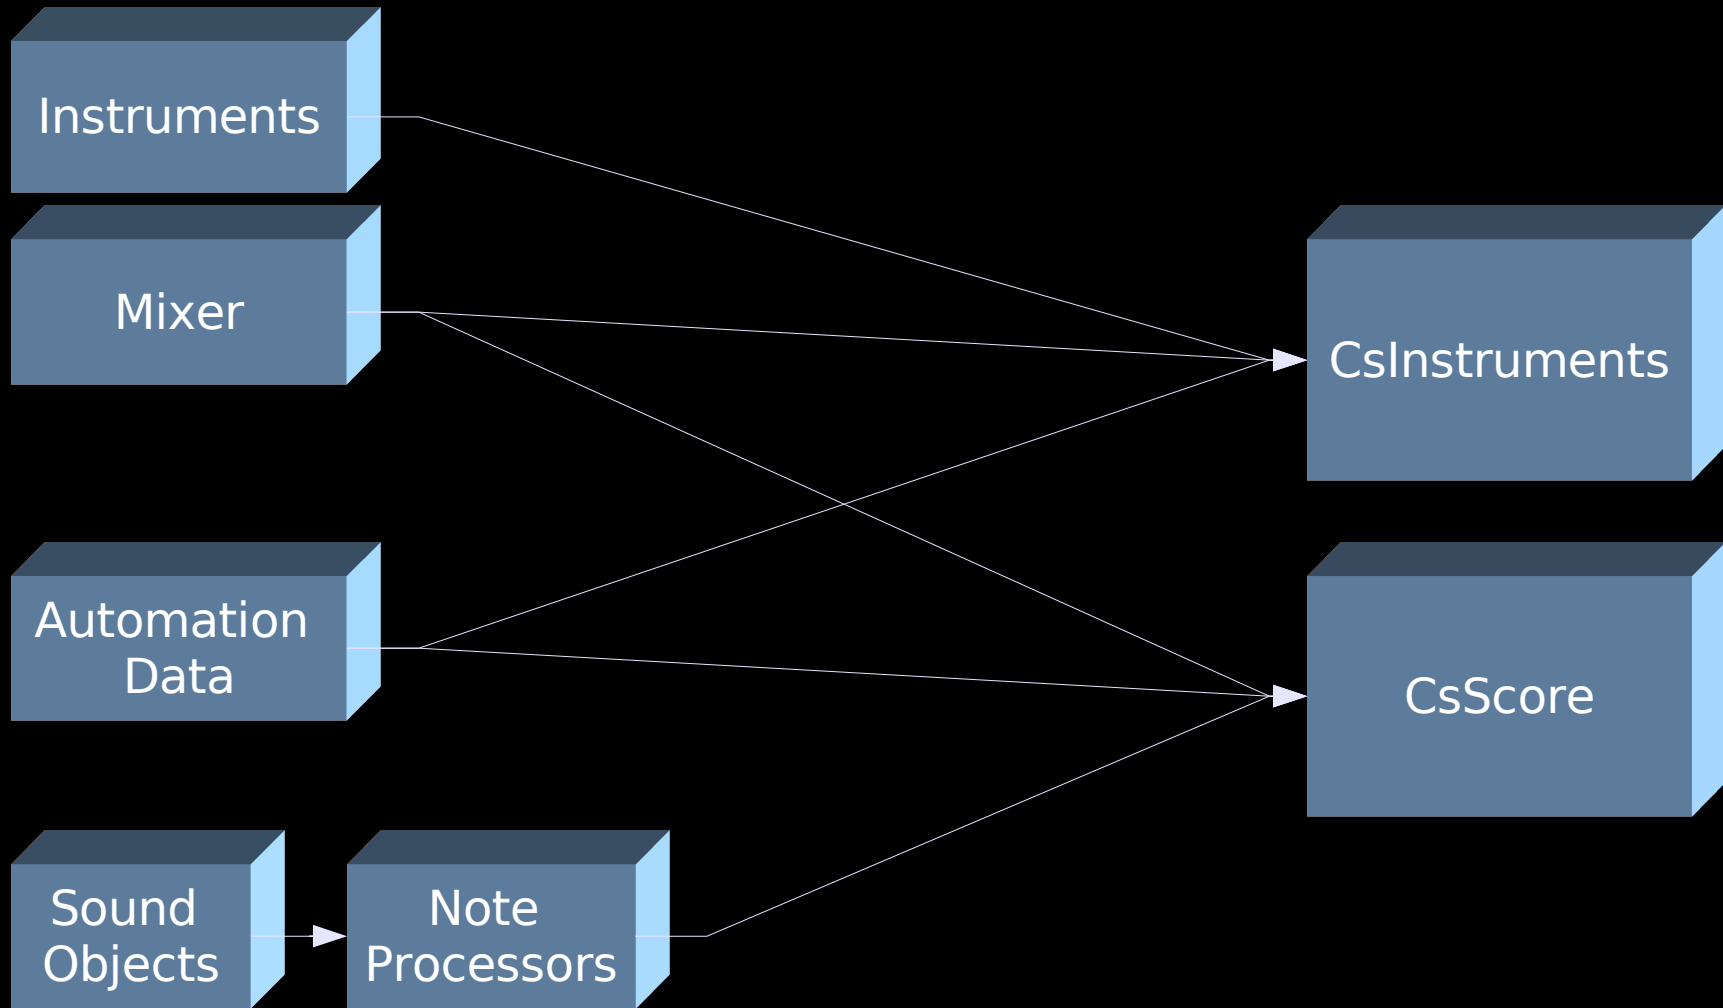 Instruments
Mixer
Automation
Data
Sound
Objects
Note
Processors
CsInstruments
CsScore